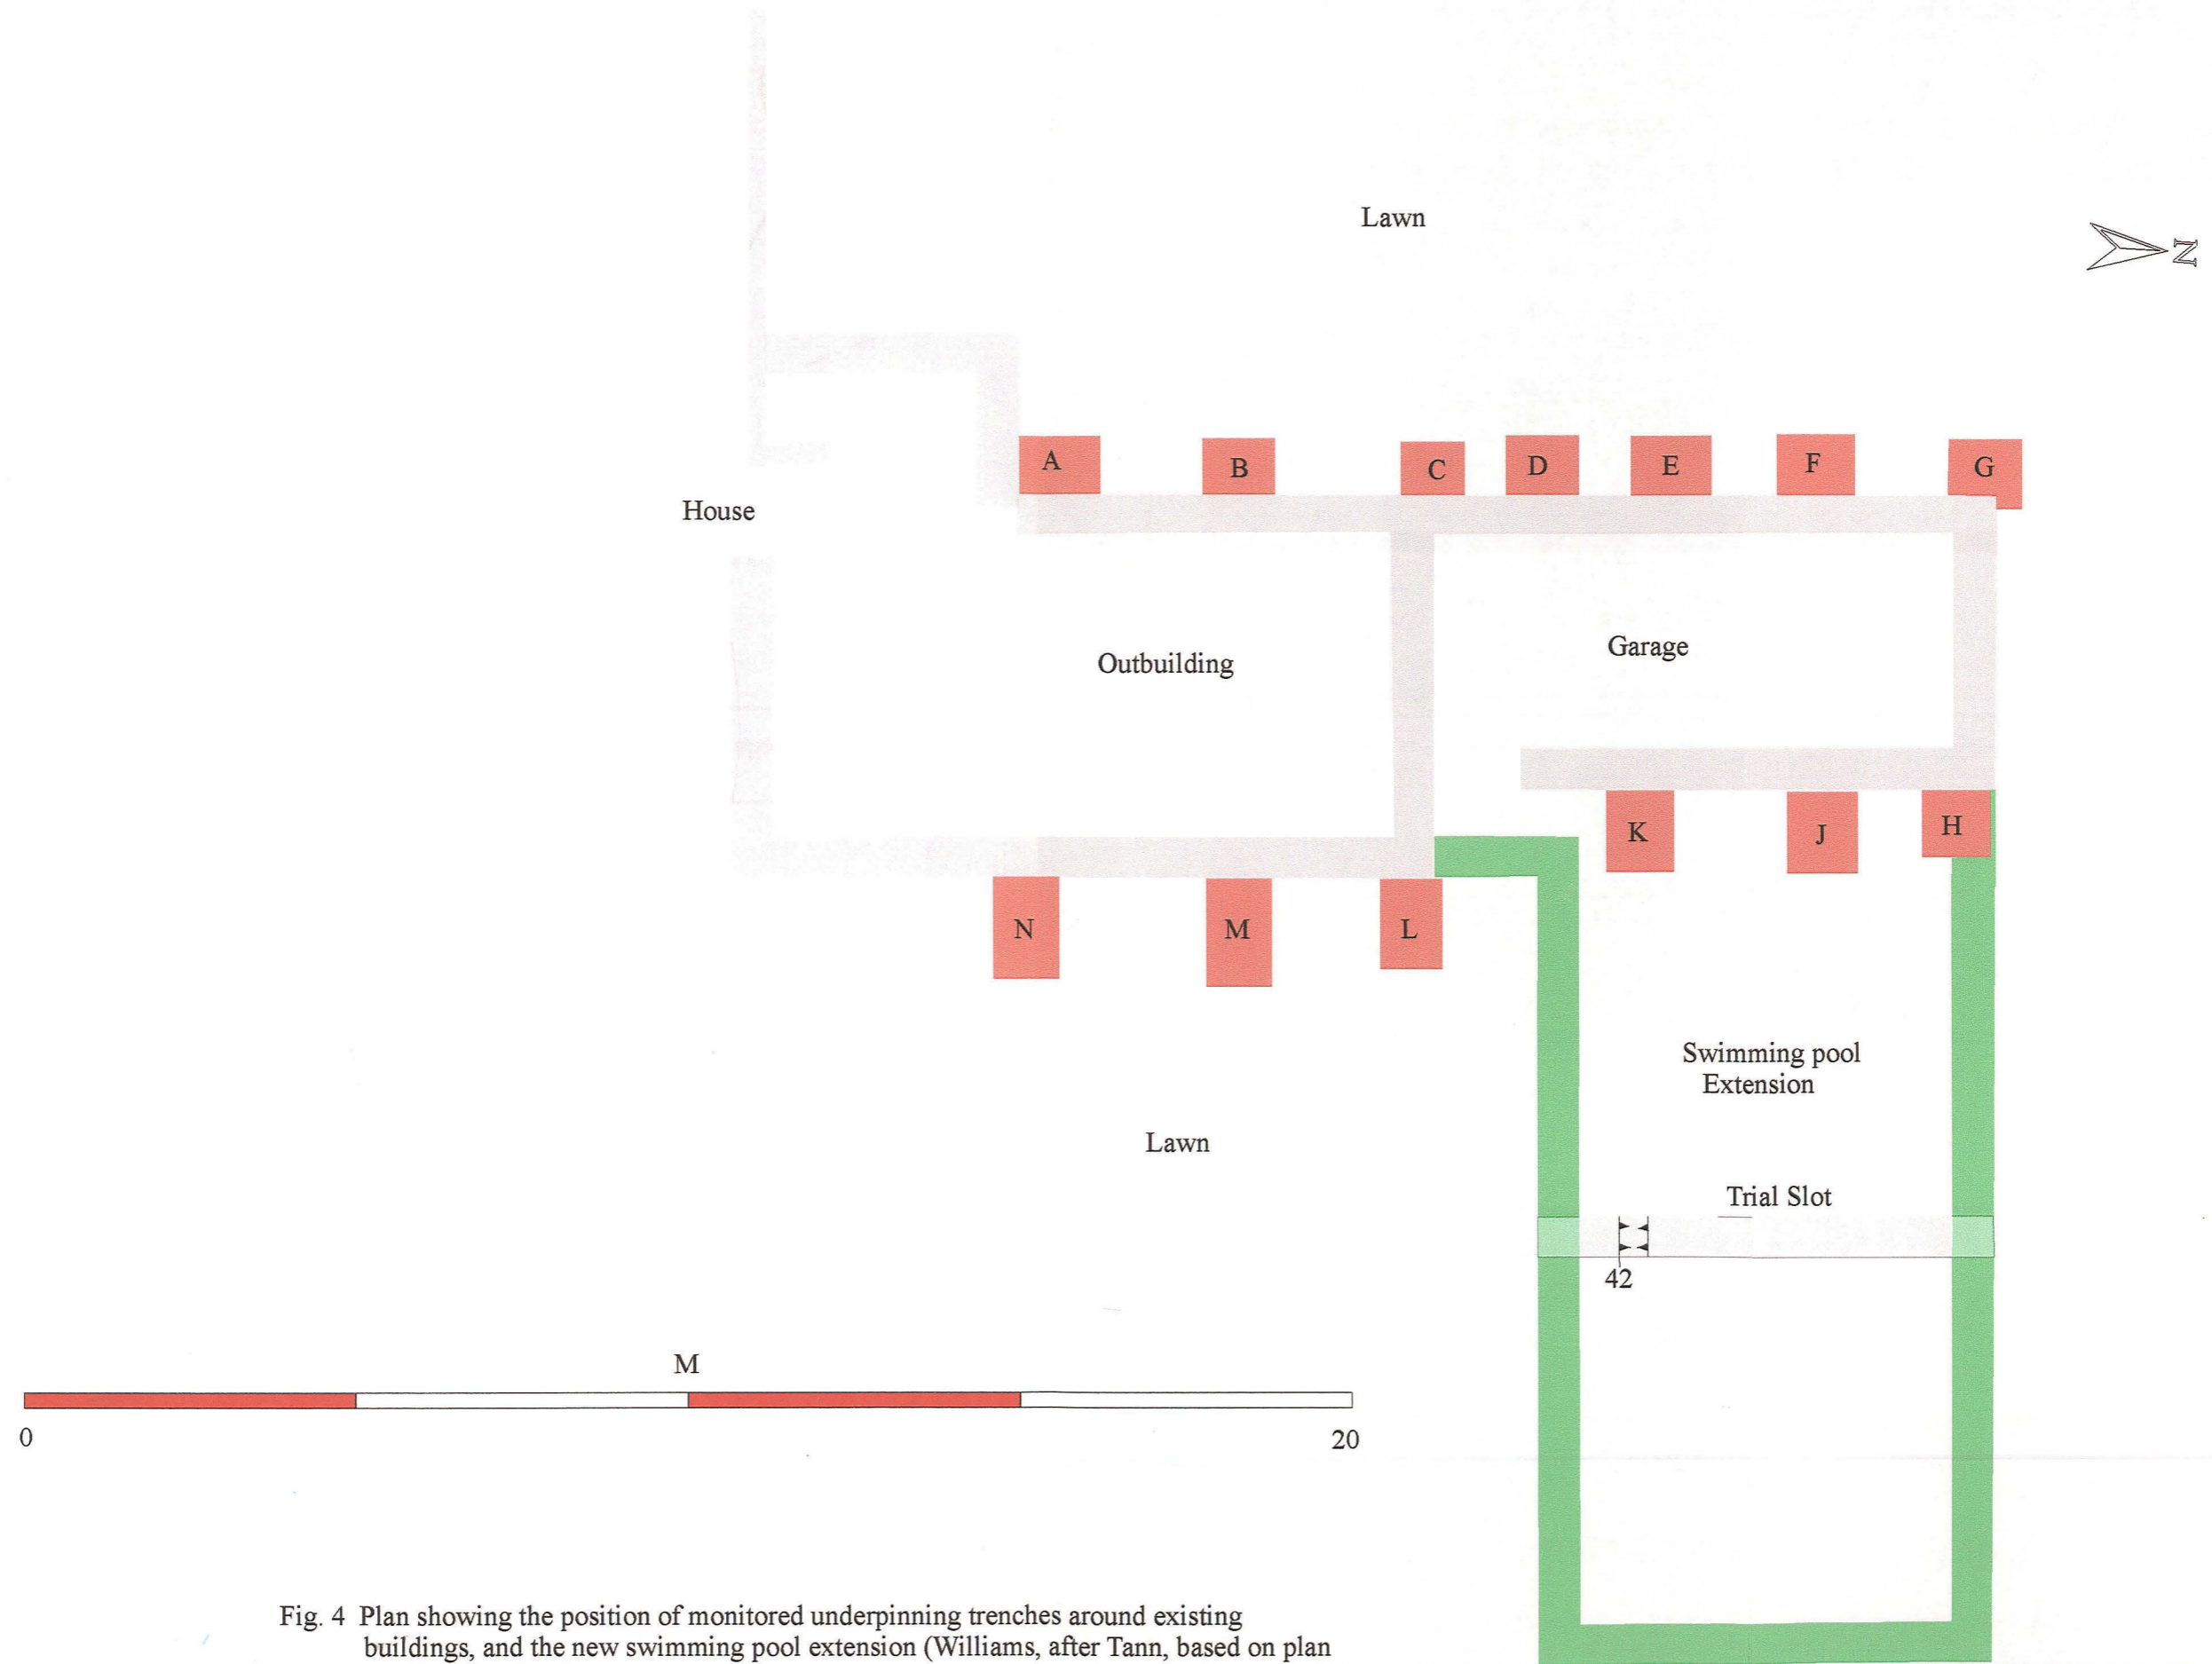 Lawn
N
A
B
C
D
E
F
G
House
Outbuilding
Garage
K
J
H
N
M
L
Swimming pool
Extension
Lawn
Trial Slot
42
M
0
20
Fig. 4 Plan showing the position of monitored underpinning trenches around existing
buildings, and the new swimming pool extension (Williams, after Tann, based on plan